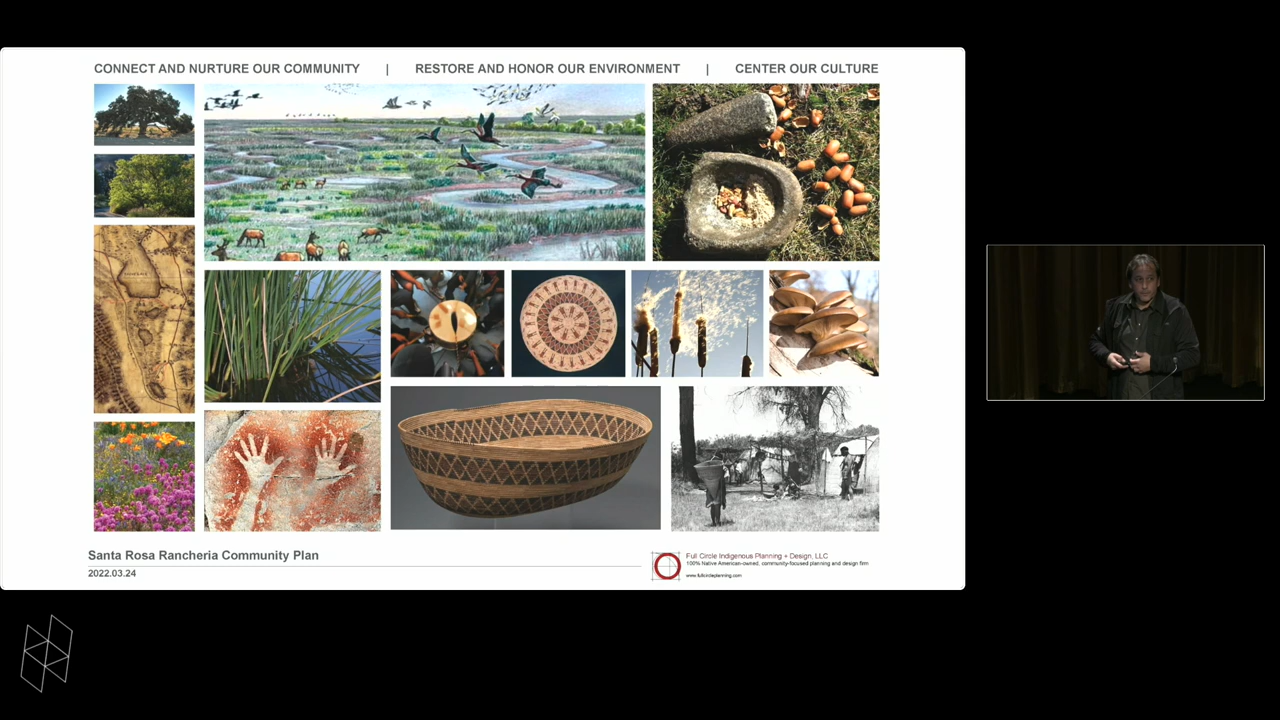 CONNECT AND NURTURE OUR COMMUNITY | RESTORE AND HONOR OUR ENVIRONMENT | CENTER OUR CULTURE
Santa Rosa Rancheria Community Plan
2022.03.24
Full Circle Indigenous Planning + Design, LLC
100% Native American-owned, community-focused planning and design firm
www.fullcircleplanning.com